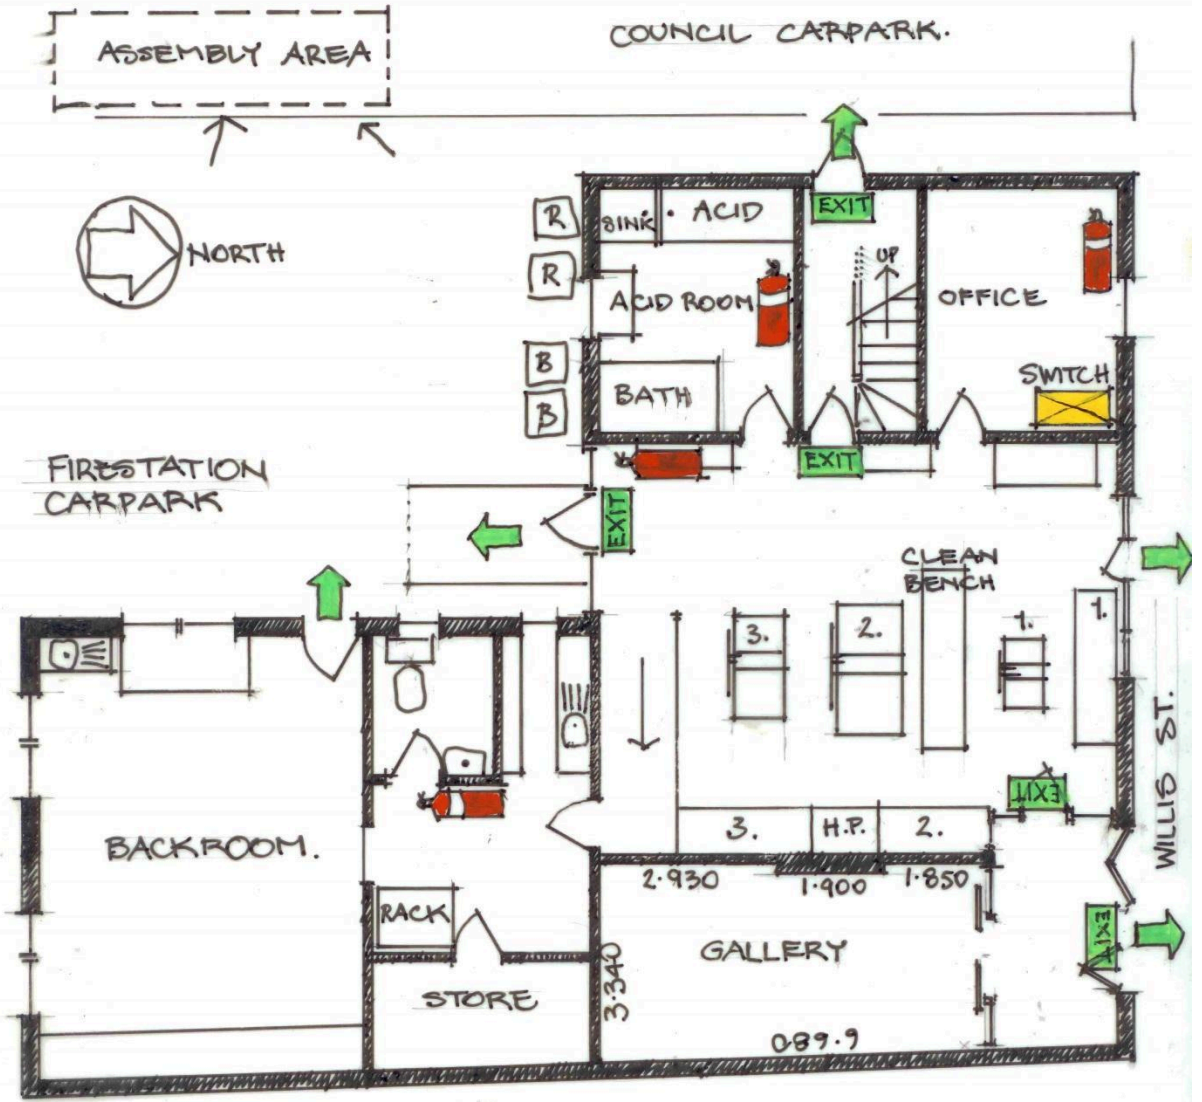 ASSEMBLY AREA
COUNCIL CARPARK.
NORTH
R
R
B
B
SINK
ACID
ACID ROOM
BATH
EXIT
UP
OFFICE
SWITCH
EXIT
FIRESTATION
CARPARK
EXIT
CLEAN
BENCH
3.
2.
1.
1.
WILLIS ST.
EXIT
3.
H.P.
2.
BACKROOM.
RACK
STORE
2.930
1.900
1.850
GALLERY
3.340
6.680
EXIT